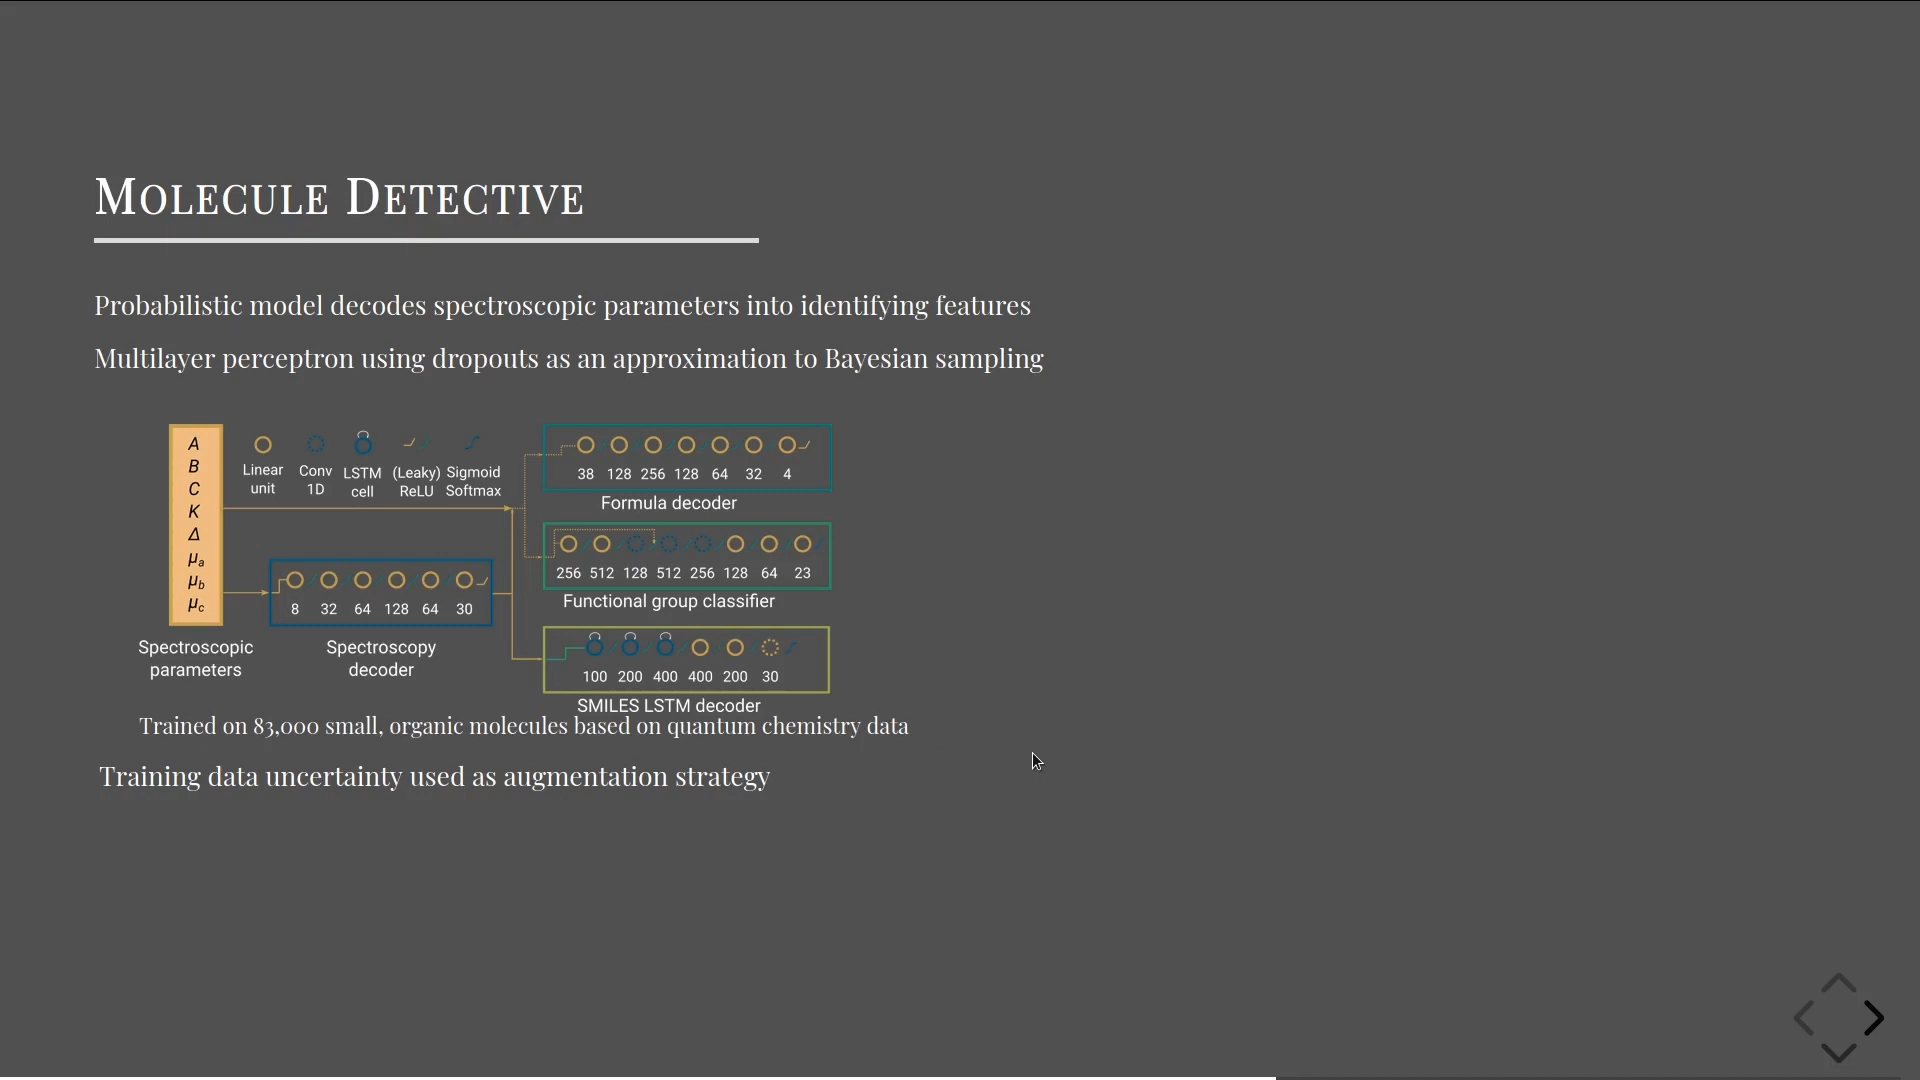 MOLECULE DETECTIVE
Probabilistic model decodes spectroscopic parameters into identifying features
Multilayer perceptron using dropouts as an approximation to Bayesian sampling
A
B
C
K
Δ
μa
μb
μc
Spectroscopic
parameters
Linear
unit
Conv
1D
LSTM
cell
(Leaky)
ReLU
Sigmoid
Softmax
8 32 64 128 64 30
Spectroscopy
decoder
38 128 256 128 64 32 4
Formula decoder
256 512 128 512 256 128 64 23
Functional group classifier
100 200 400 400 200 30
SMILES LSTM decoder
Trained on 83,000 small, organic molecules based on quantum chemistry data
Training data uncertainty used as augmentation strategy